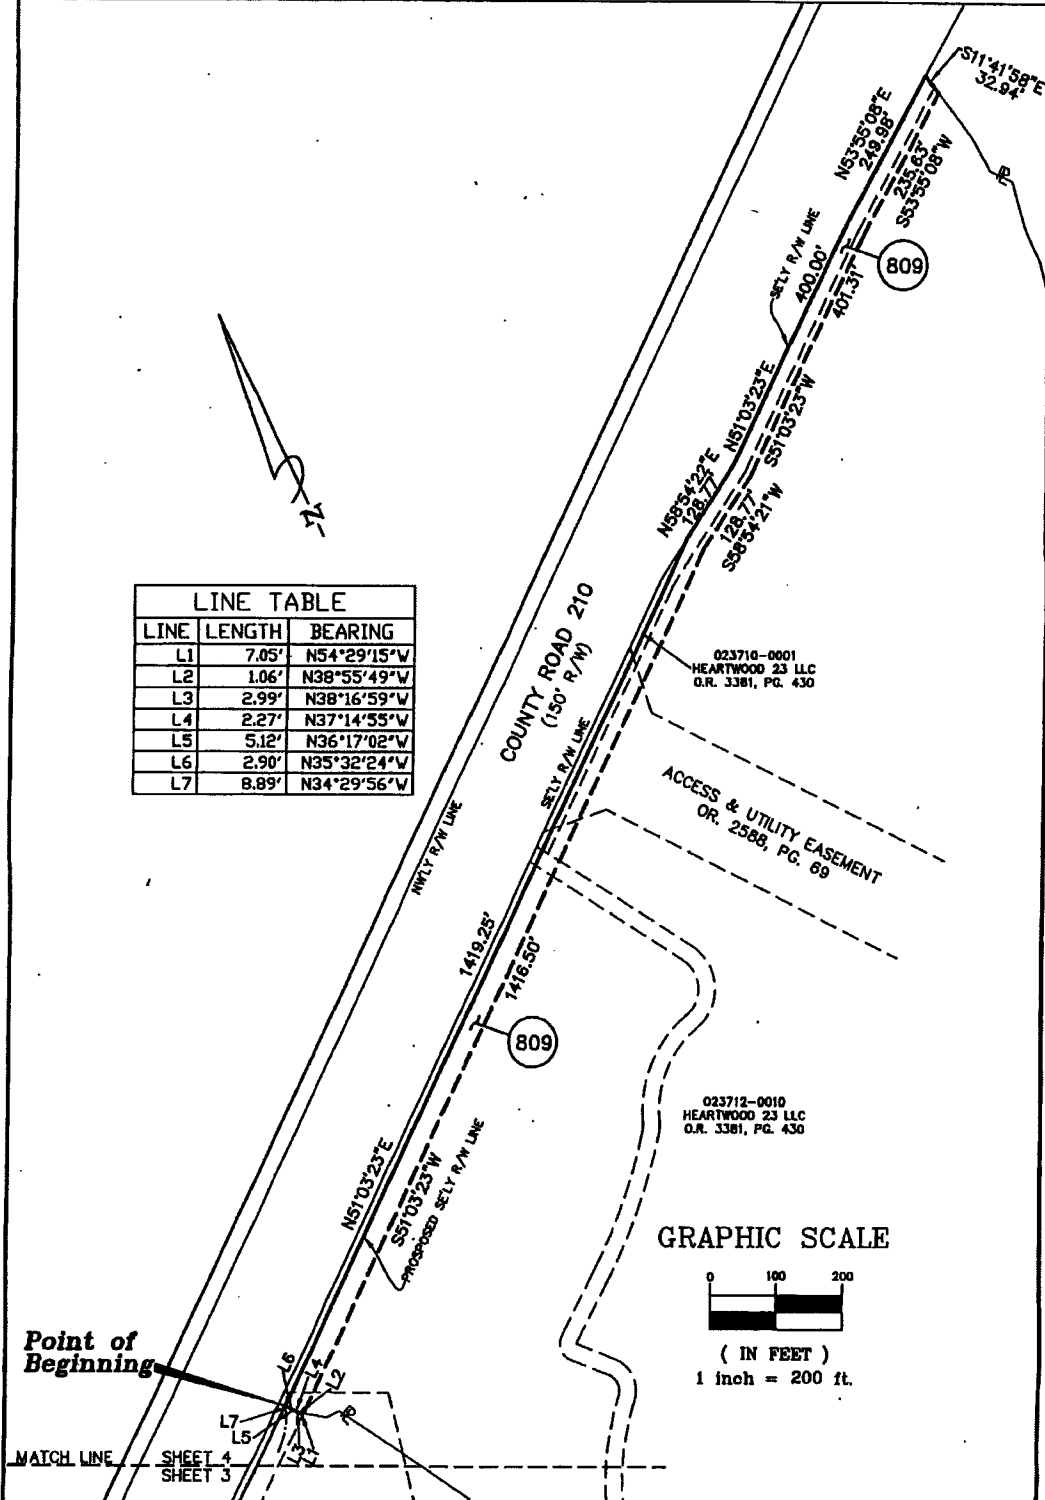 S11°41'58"E
32.94'
N53°55'08"E
249.98'
235.63'
S53°55'08"W
SE'LY R/W LINE
400.00'
809
401.31'
N51°03'23"E
S51°03'23"W
N58°54'22"E
128.77'
128.77'
S58°54'21"W
N
LINE TABLE
LINE LENGTH BEARING
L1 7.05' N54°29'15"W
L2 1.06' N38°55'49"W
L3 2.99' N38°16'59"W
L4 2.27' N37°14'55"W
L5 5.12' N36°17'02"W
L6 2.90' N35°32'24"W
L7 8.89' N34°29'56"W
COUNTY ROAD 210
(150' R/W)
023710-0001
HEARTWOOD 23 LLC
O.R. 3381, PG. 430
SE'LY R/W LINE
NW'LY R/W LINE
ACCESS & UTILITY EASEMENT
OR. 2588, PG. 69
1419.25'
1416.50'
809
023712-0010
HEARTWOOD 23 LLC
O.R. 3381, PG. 430
N51°03'23"E
S51°03'23"W
PROSPOSED SE'LY R/W LINE
GRAPHIC SCALE
0 100 200
( IN FEET )
1 inch = 200 ft.
Point of
Beginning
L6
L4
L2
L7
L5
L3
L1
MATCH LINE SHEET 4
SHEET 3